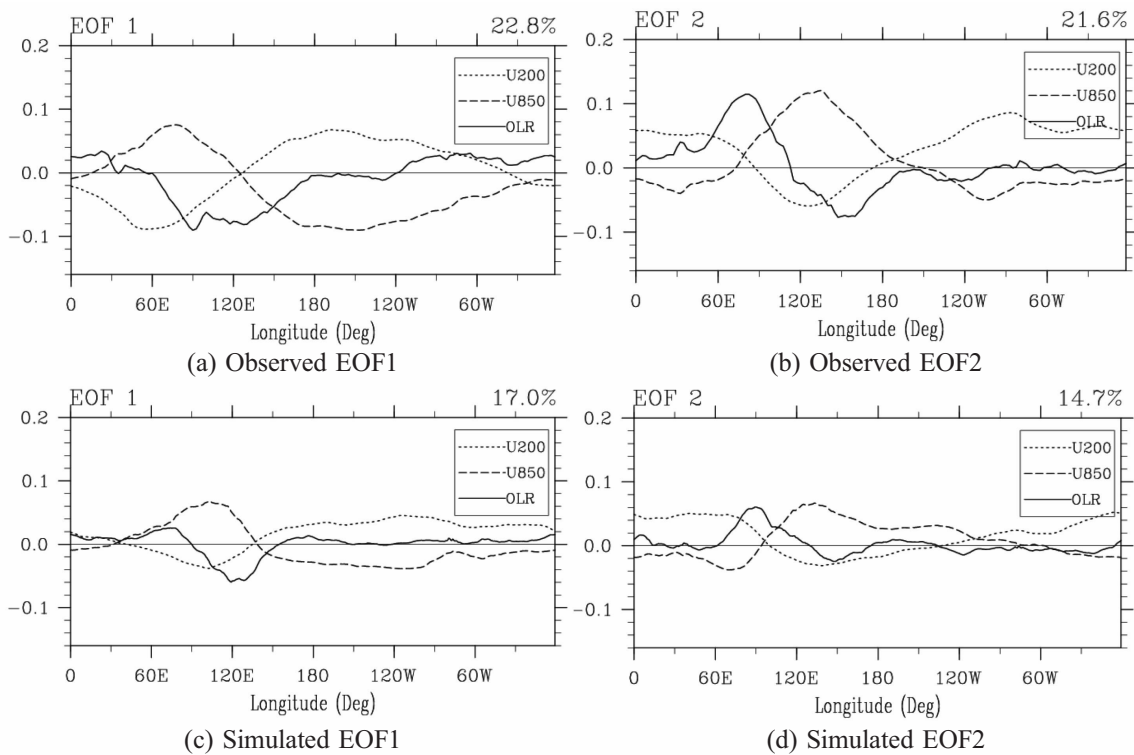 EOF 1 22.8%
0.2
0.1
0.0
-0.1
U200
U850
OLR
0 60E 120E 180 120W 60W
Longitude (Deg)
(a) Observed EOF1
EOF 2 21.6%
0.2
0.1
0.0
-0.1
U200
U850
OLR
0 60E 120E 180 120W 60W
Longitude (Deg)
(b) Observed EOF2
EOF 1 17.0%
0.2
0.1
0.0
-0.1
U200
U850
OLR
0 60E 120E 180 120W 60W
Longitude (Deg)
(c) Simulated EOF1
EOF 2 14.7%
0.2
0.1
0.0
-0.1
U200
U850
OLR
0 60E 120E 180 120W 60W
Longitude (Deg)
(d) Simulated EOF2